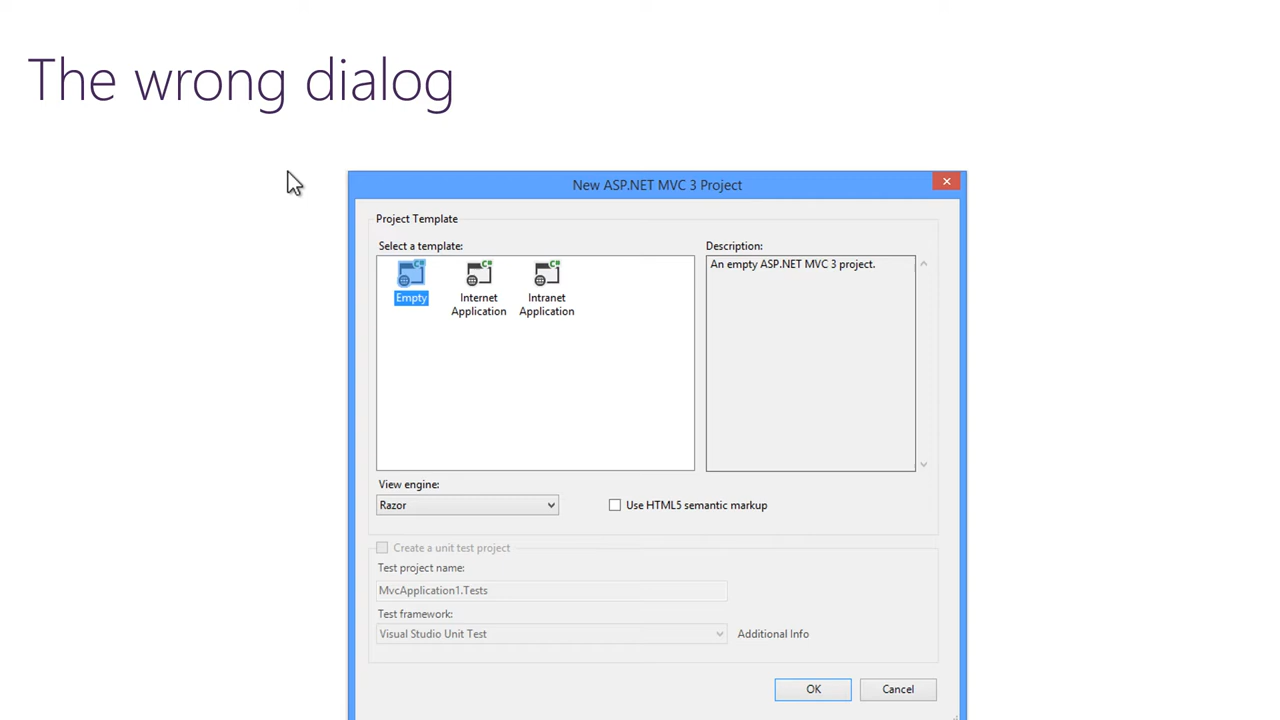 The wrong dialog
New ASP.NET MVC 3 Project
Project Template
Select a template:
Description:
Empty
Internet Application
Intranet Application
An empty ASP.NET MVC 3 project.
View engine:
Razor
Use HTML5 semantic markup
Create a unit test project
Test project name:
MvcApplication1.Tests
Test framework:
Visual Studio Unit Test
Additional Info
OK
Cancel